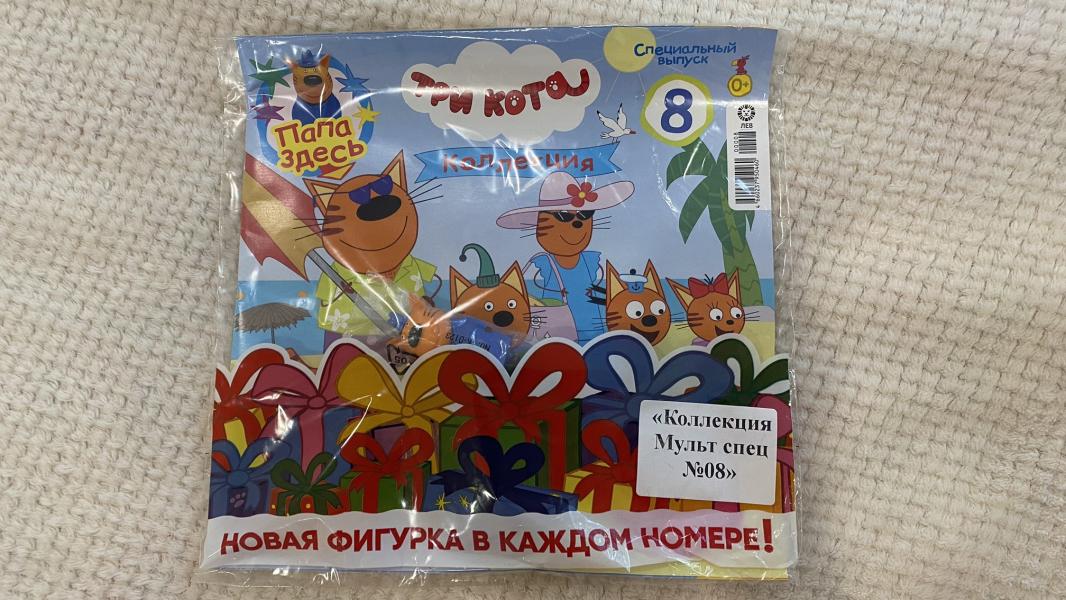 Специальный
выпуск
ТРИ КОТА
8
0+
ЛЕВ
Папа
здесь
Коллекция
«Коллекция
Мульт спец
№08»
НОВАЯ ФИГУРКА В КАЖДОМ НОМЕРЕ!